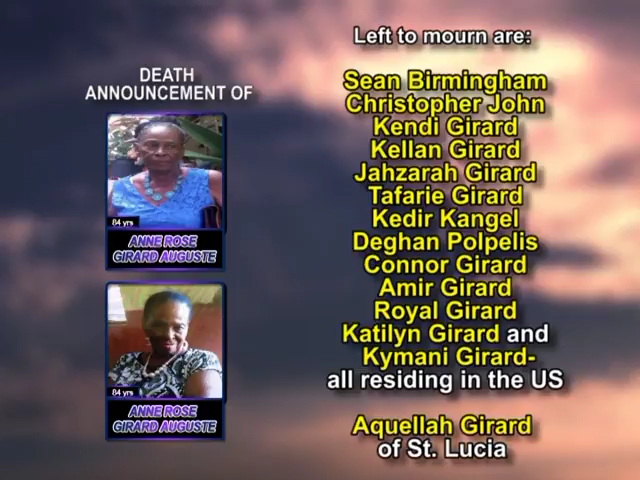 DEATH
ANNOUNCEMENT OF
84 yrs
ANNE ROSE
GIRARD AUGUSTE
84 yrs
ANNE ROSE
GIRARD AUGUSTE
Left to mourn are:
Sean Birmingham
Christopher John
Kendi Girard
Kellan Girard
Jahzarah Girard
Tafarie Girard
Kedir Kangel
Deghan Polpelis
Connor Girard
Amir Girard
Royal Girard
Katilyn Girard and
Kymani Girard-
all residing in the US
Aquellah Girard
of St. Lucia